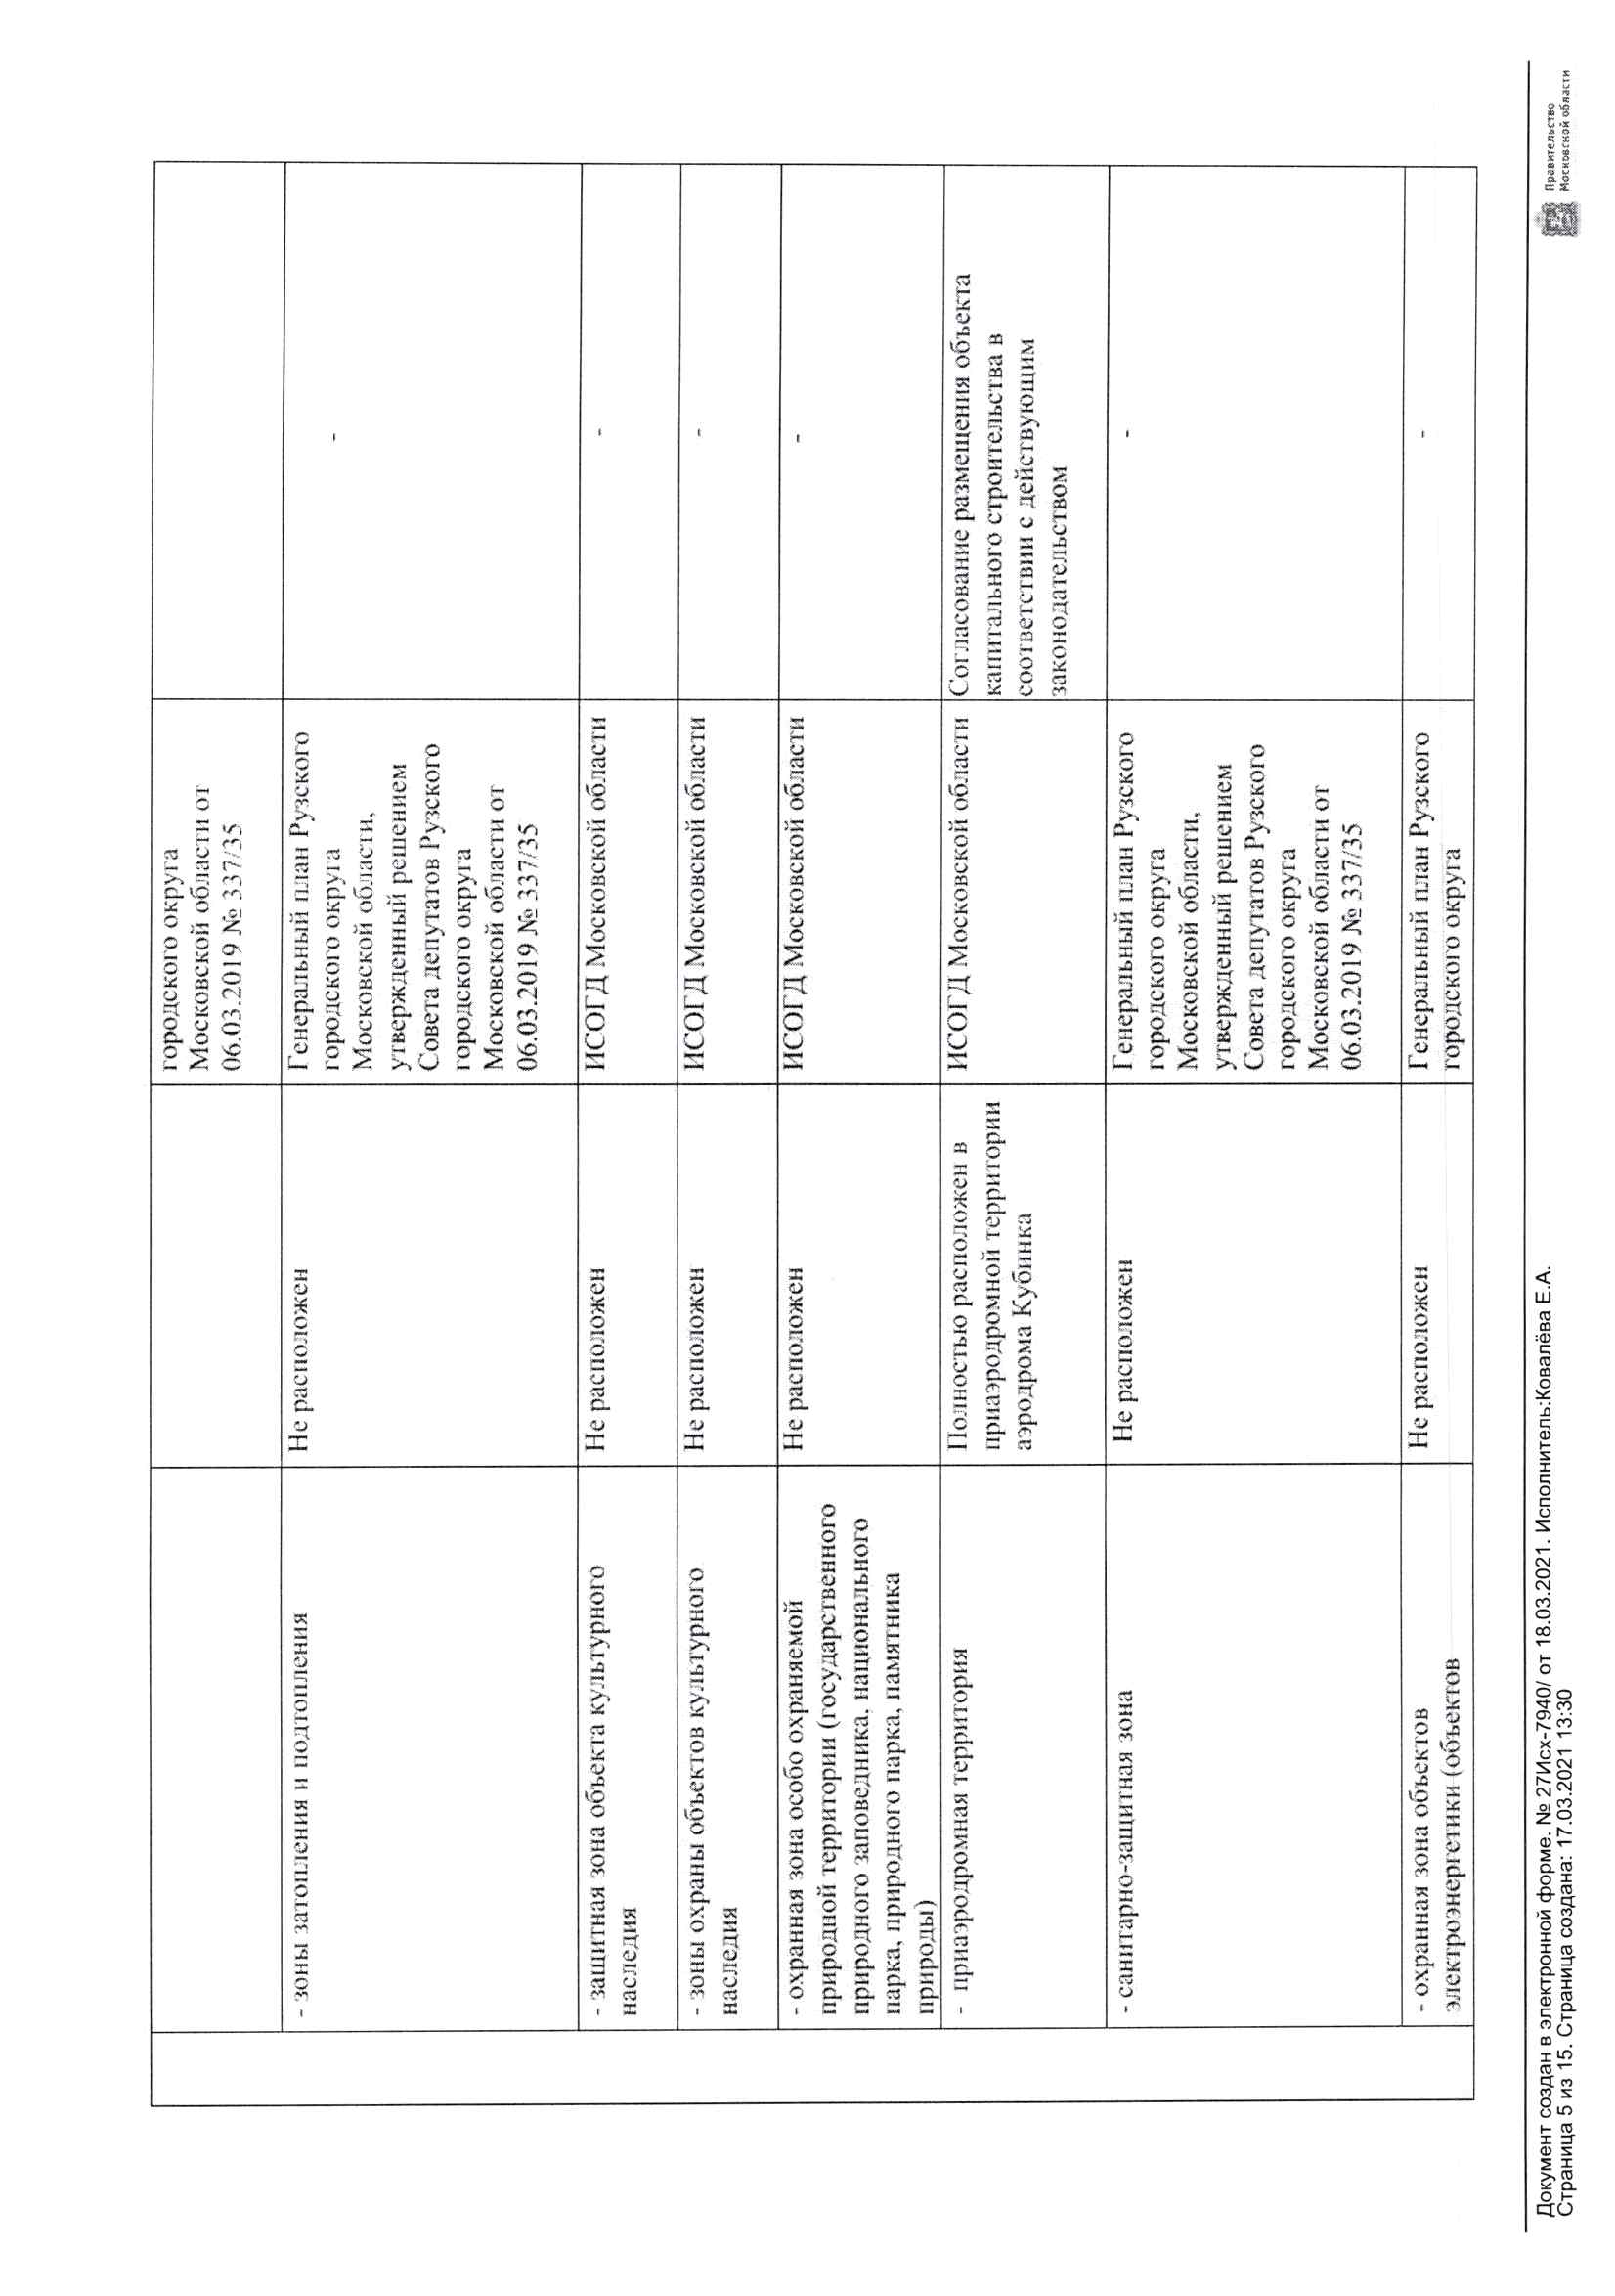 городского округа
Московской области от
06.03.2019 № 337/35
- зоны затопления и подтопления
Не расположен
Генеральный план Рузского
городского округа
Московской области,
утвержденный решением
Совета депутатов Рузского
городского округа
Московской области от
06.03.2019 № 337/35
-
- защитная зона объекта культурного
наследия
Не расположен
ИСОГД Московской области
-
- зоны охраны объектов культурного
наследия
Не расположен
ИСОГД Московской области
-
- охранная зона особо охраняемой
природной территории (государственного
природного заповедника, национального
парка, природного парка, памятника
природы)
Не расположен
ИСОГД Московской области
-
- приаэродромная территория
Полностью расположен в
приаэродромной территории
аэродрома Кубинка
ИСОГД Московской области
Согласование размещения объекта
капитального строительства в
соответствии с действующим
законодательством
- санитарно-защитная зона
Не расположен
Генеральный план Рузского
городского округа
Московской области,
утвержденный решением
Совета депутатов Рузского
городского округа
Московской области от
06.03.2019 № 337/35
-
- охранная зона объектов
электроэнергетики (объектов
Не расположен
Генеральный план Рузского
городского округа
-
Документ создан в электронной форме. № 27Исх-7940/ от 18.03.2021. Исполнитель:Ковалёва Е.А.
Страница 5 из 15. Страница создана: 17.03.2021 13:30
Правительство
Московской области